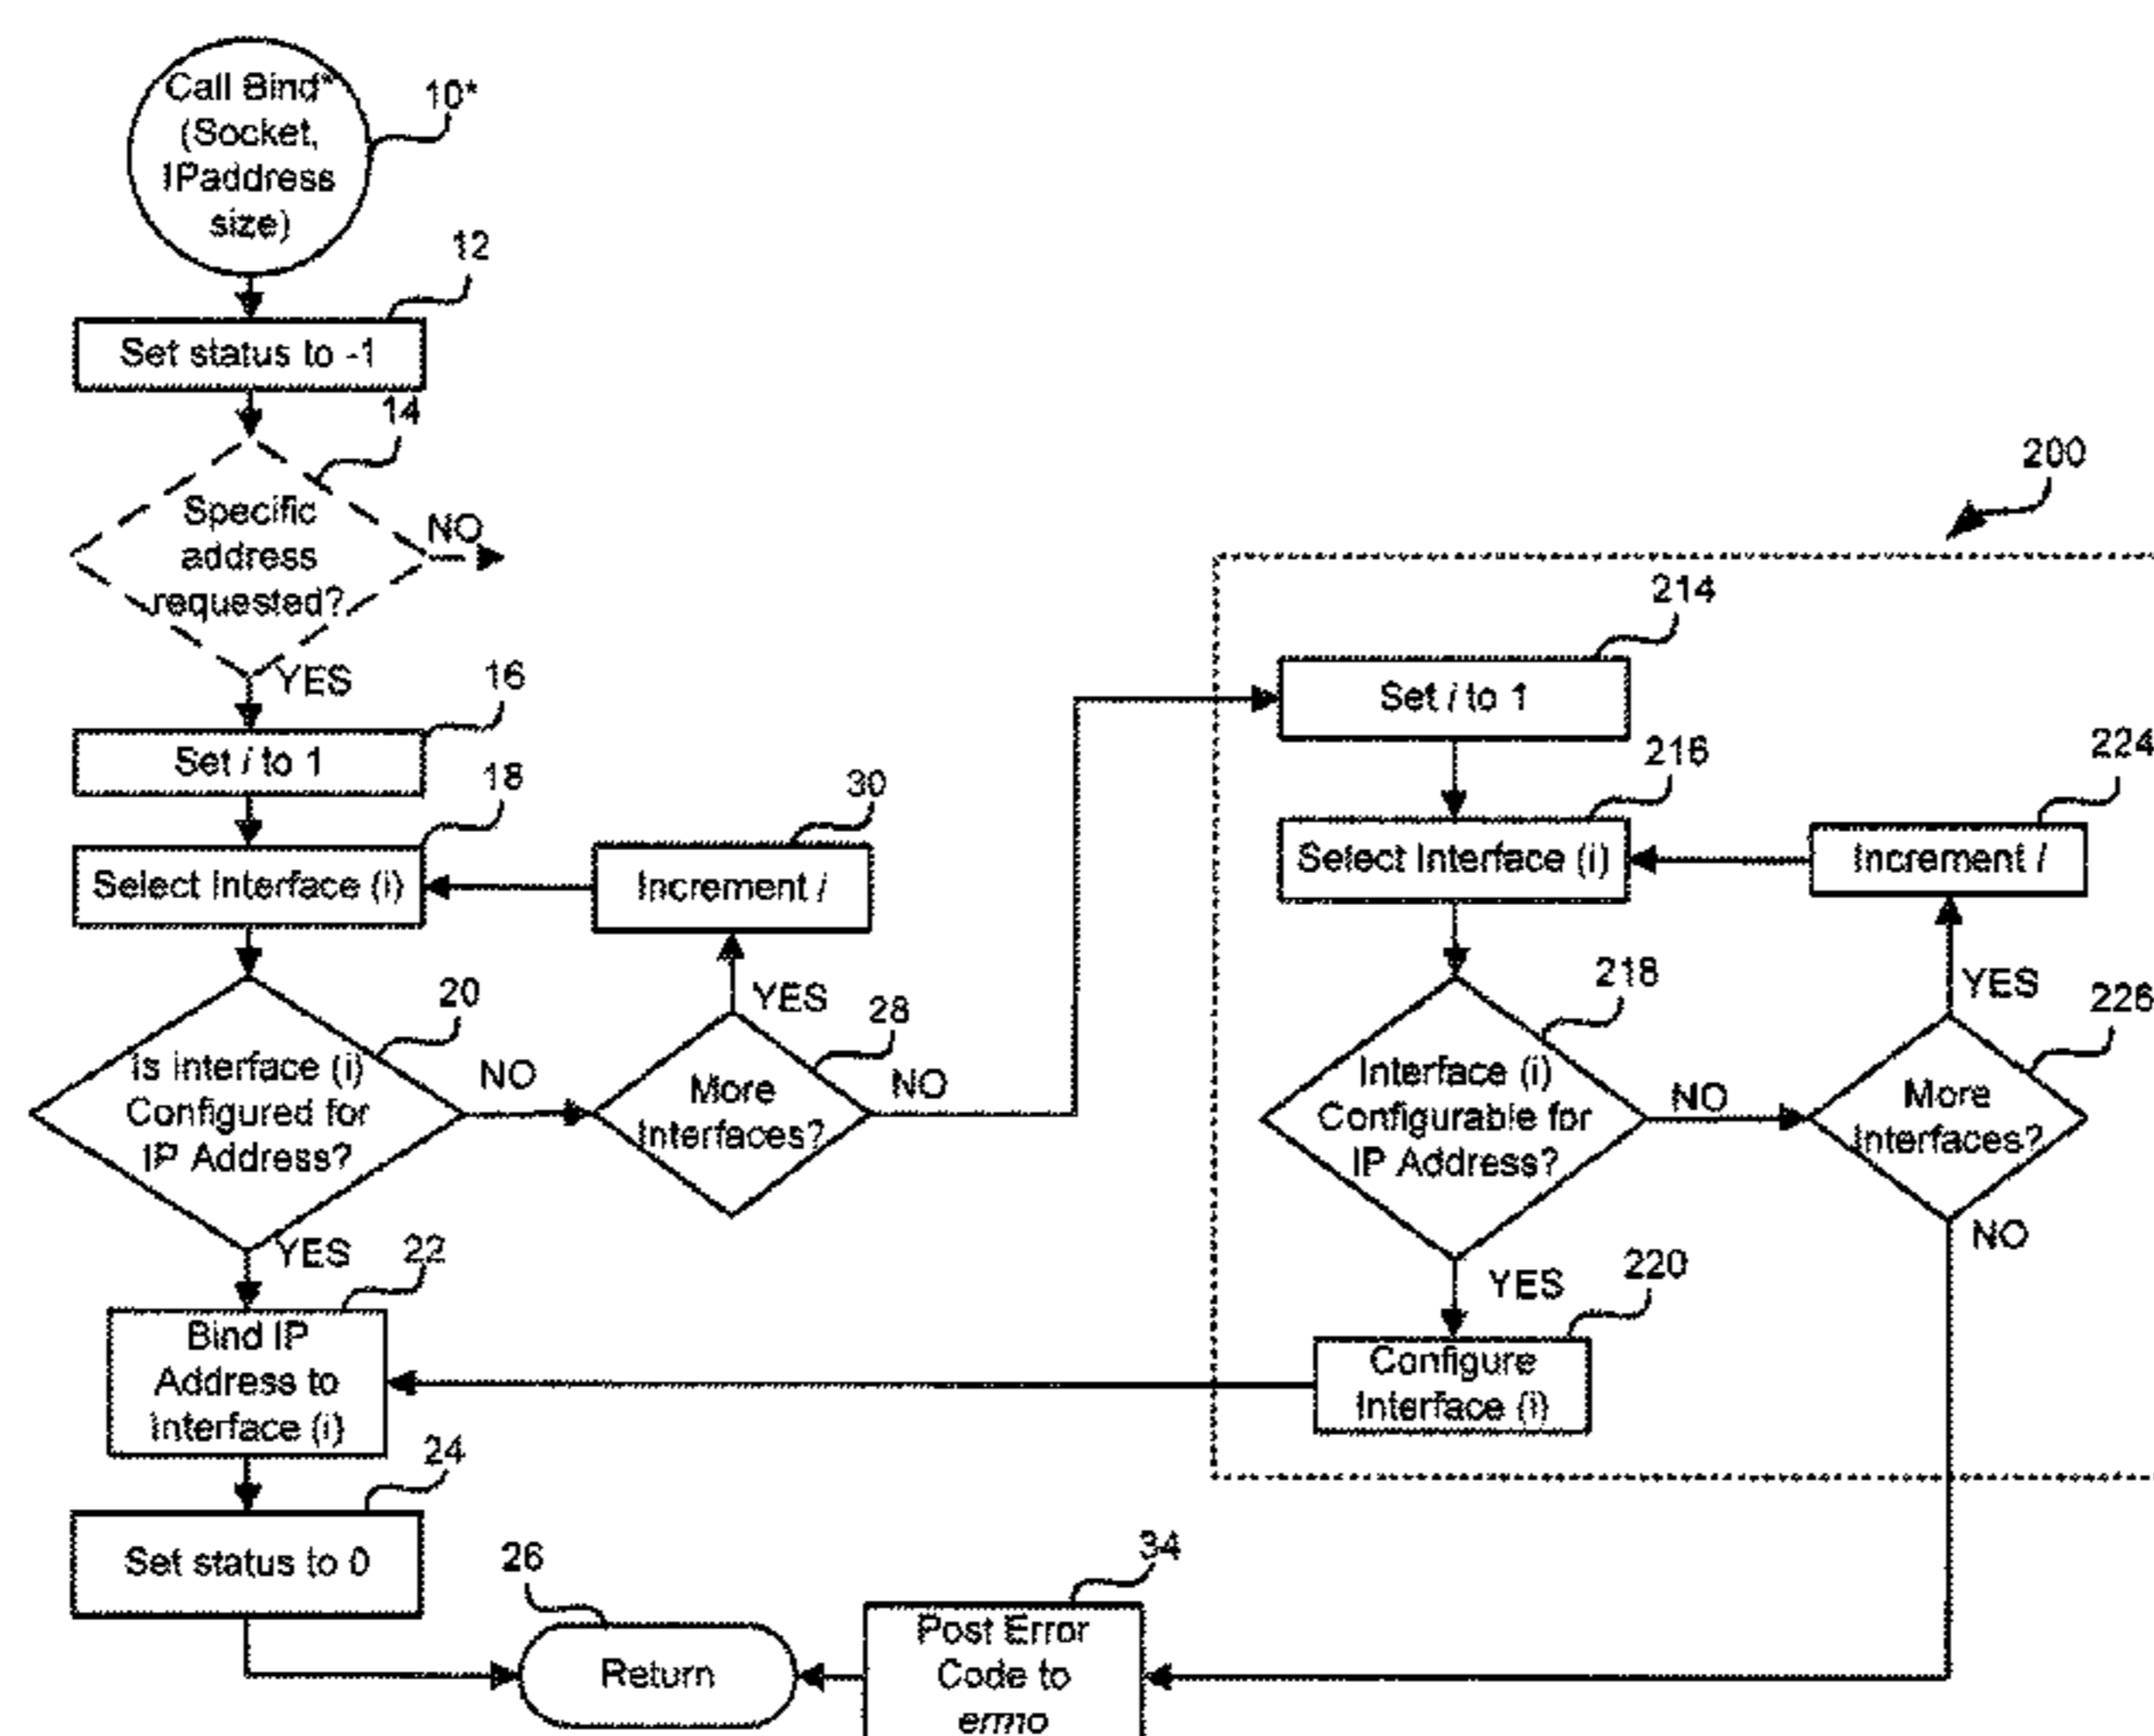 Call Bind*
(Socket,
IPaddress
size)
10*
12
Set status to -1
14
Specific
address
requested?
NO
YES
16
Set i to 1
18
Select Interface (i)
30
Increment i
20
Is interface (i)
Configured for
IP Address?
NO
YES
28
More
Interfaces?
YES
NO
22
Bind IP
Address to
Interface (i)
24
Set status to 0
26
Return
34
Post Error
Code to
errno
200
214
Set i to 1
216
Select Interface (i)
224
Increment i
218
Interface (i)
Configurable for
IP Address?
NO
YES
226
More
Interfaces?
YES
NO
220
Configure
Interface (i)